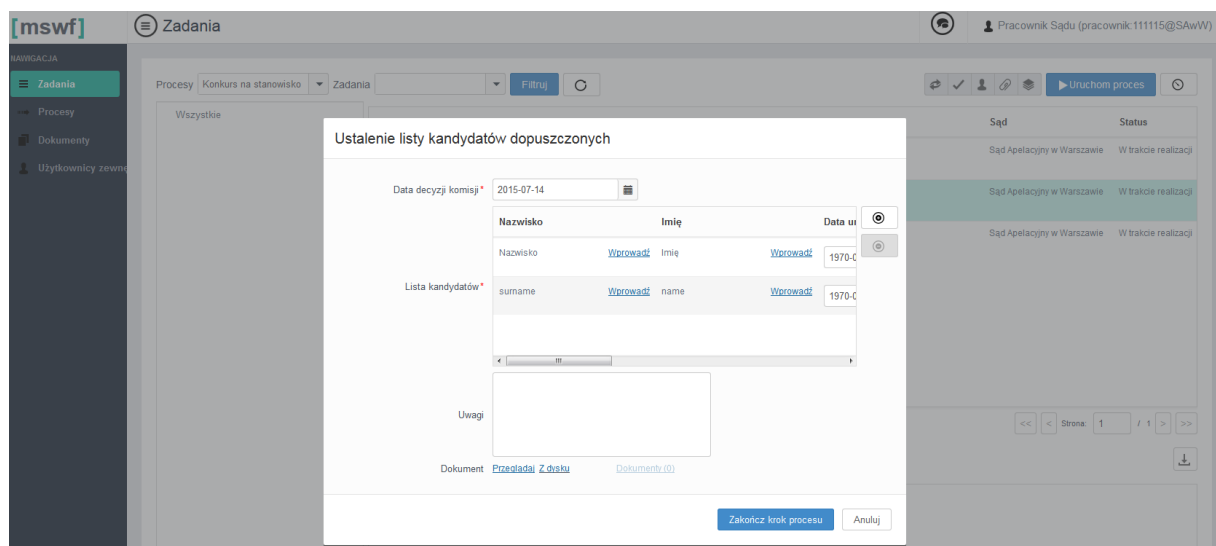 [mswf]
Zadania
Pracownik Sądu (pracownik:111115@SAwW)
NAWIGACJA
Zadania
Procesy
Dokumenty
Użytkownicy zewnę
Procesy Konkurs na stanowisko Zadania Filtruj
Uruchom proces
Wszystkie
Sąd Status
Sąd Apelacyjny w Warszawie W trakcie realizacji
Sąd Apelacyjny w Warszawie W trakcie realizacji
Sąd Apelacyjny w Warszawie W trakcie realizacji
Ustalenie listy kandydatów dopuszczonych
Data decyzji komisji* 2015-07-14
Nazwisko Imię Data ur
Nazwisko Wprowadź Imię Wprowadź 1970-0
Lista kandydatów*
surname Wprowadź name Wprowadź 1970-0
Uwagi
Dokument Przeglądaj Z dysku Dokumenty (0)
Zakończ krok procesu Anuluj
<< < Strona: 1 / 1 > >>